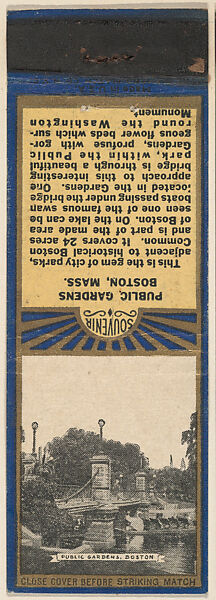 PUBLIC GARDENS
BOSTON, MASS.
This is the gem of city parks,
adjacent to historical Boston
Common. It covers 24 acres
and is part of the made area
of Boston. On the lake can be
seen one of the famous swan
boats passing under the bridge
located in the Gardens. One
approach to this interesting
bridge is through a beautiful
park, within the Public
Gardens, profuse with gor-
geous flower beds which sur-
round the Washington
Monument.
SOUVENIR
PUBLIC GARDENS, BOSTON
CLOSE COVER BEFORE STRIKING MATCH